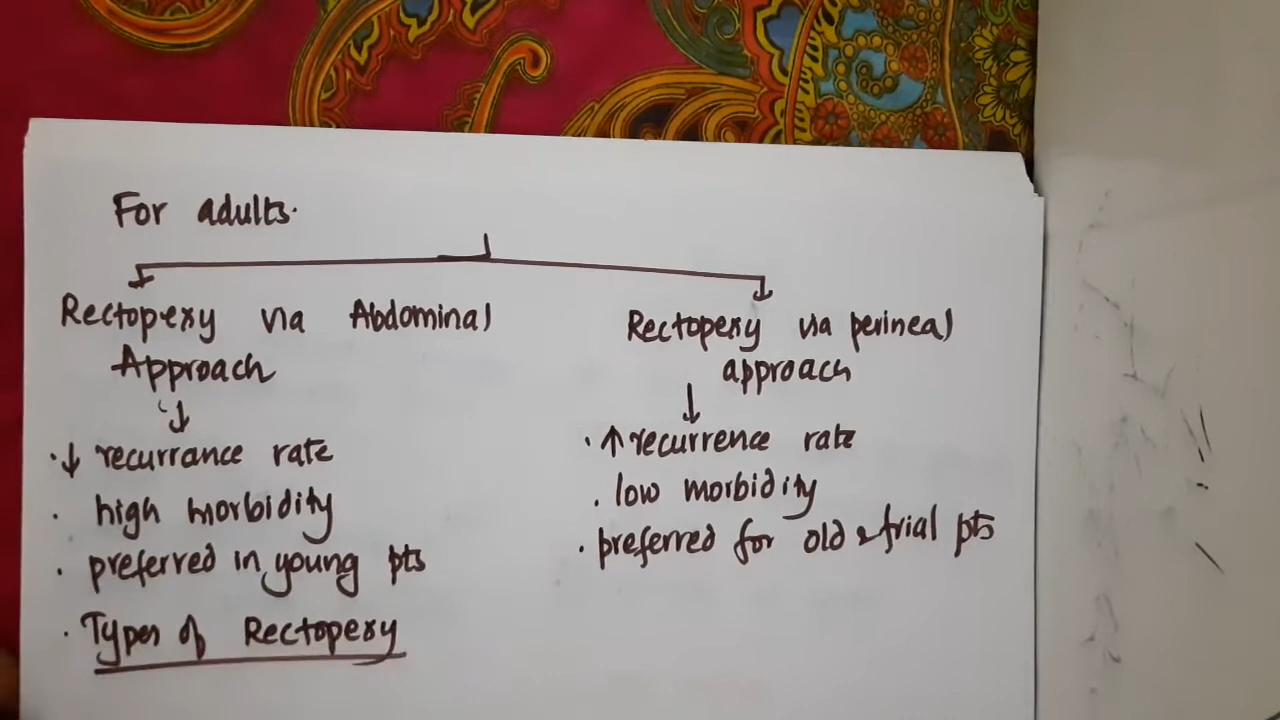 For adults.
Rectopexy via Abdominal
Approach
↓ recurrance rate
· high morbidity
· preferred in young pts
· Types of Rectopexy
Rectopexy via perineal
approach
· ↑ recurrence rate
· low morbidity
· preferred for old & frial pts